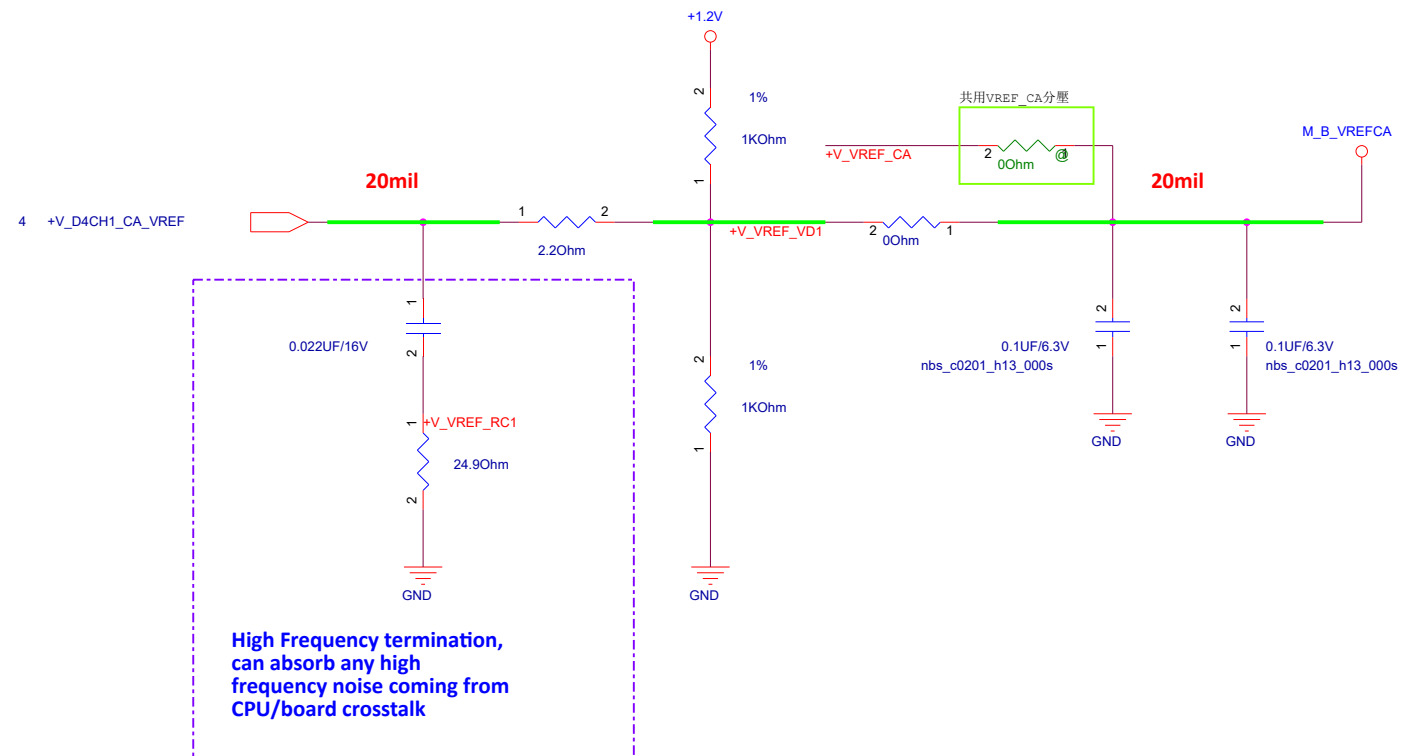 +1.2V
2
1%
1KOhm
1
共用VREF_CA分壓
+V_VREF_CA
2
0Ohm
@
1
M_B_VREFCA
20mil
20mil
4
+V_D4CH1_CA_VREF
1
2
2.2Ohm
+V_VREF_VD1
2
0Ohm
1
1
0.022UF/16V
2
2
1%
1KOhm
1
2
0.1UF/6.3V
1
nbs_c0201_h13_000s
2
0.1UF/6.3V
1
nbs_c0201_h13_000s
1
+V_VREF_RC1
24.9Ohm
2
GND
GND
GND
GND
High Frequency termination,
can absorb any high
frequency noise coming from
CPU/board crosstalk